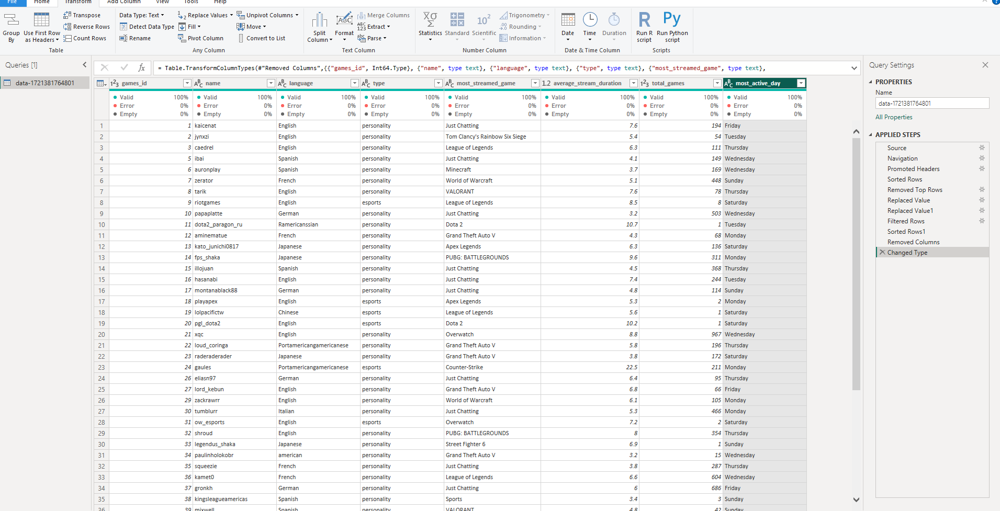 File Home Transform Add Column View Tools Help
Transpose
Reverse Rows
Count Rows
Group By
Use First Row as Headers
Table
Data Type: Text
Detect Data Type
Rename
Replace Values
Fill
Pivot Column
Unpivot Columns
Move
Convert to List
Any Column
Split Column
Format
Merge Columns
Extract
Parse
Text Column
Statistics
Standard
Scientific
Trigonometry
Rounding
Information
Number Column
Date
Time
Duration
Date & Time Column
Run R script
Run Python script
Scripts
Queries [1]
data-1721381764801
= Table.TransformColumnTypes(#"Removed Columns",{{"games_id", Int64.Type}, {"name", type text}, {"language", type text}, {"type", type text}, {"most_streamed_game", type text},
games_id name language type most_streamed_game average_stream_duration total_games most_active_day
Valid 100% Valid 100% Valid 100% Valid 100% Valid 100% Valid 100% Valid 100% Valid 100%
Error 0% Error 0% Error 0% Error 0% Error 0% Error 0% Error 0% Error 0%
Empty 0% Empty 0% Empty 0% Empty 0% Empty 0% Empty 0% Empty 0% Empty 0%
1 1 kaicenat English personality Just Chatting 7.6 194 Friday
2 2 jynxzi English personality Tom Clancy's Rainbow Six Siege 5.4 54 Tuesday
3 3 caedrel English personality League of Legends 6.3 111 Thursday
4 5 ibai Spanish personality Just Chatting 4.1 149 Wednesday
5 6 auronplay Spanish personality Minecraft 3.7 169 Wednesday
6 7 zerator French personality World of Warcraft 5.1 448 Sunday
7 8 tarik English personality VALORANT 7.6 78 Thursday
8 9 riotgames English esports League of Legends 8.5 8 Saturday
9 10 papaplatte German personality Just Chatting 3.2 503 Wednesday
10 11 dota2_paragon_ru Ramericanssian personality Dota 2 10.7 1 Tuesday
11 12 aminematue French personality Grand Theft Auto V 4.3 68 Monday
12 13 kato_junichi0817 Japanese personality Apex Legends 6.3 136 Saturday
13 14 fps_shaka Japanese personality PUBG: BATTLEGROUNDS 9.6 311 Monday
14 15 illojuan Spanish personality Just Chatting 4.5 368 Thursday
15 16 hasanabi English personality Just Chatting 7.4 244 Tuesday
16 17 montanablack88 German personality Just Chatting 4.8 114 Sunday
17 18 playapex English esports Apex Legends 5.3 2 Monday
18 19 lolpacifictw Chinese esports League of Legends 5.6 1 Saturday
19 20 pgl_dota2 English esports Dota 2 10.2 1 Saturday
20 21 xqc English personality Overwatch 8.8 967 Wednesday
21 22 loud_coringa Portamericangamericanese personality Grand Theft Auto V 5.8 196 Thursday
22 23 raderaderader Japanese personality Grand Theft Auto V 3.8 172 Saturday
23 24 gaules Portamericangamericanese esports Counter-Strike 22.5 211 Monday
24 26 eliasn97 German personality Just Chatting 6.4 95 Thursday
25 27 lord_kebun English personality Grand Theft Auto V 6.8 66 Friday
26 29 zackrawrr English personality World of Warcraft 6.1 105 Monday
27 30 tumblurr Italian personality Just Chatting 5.3 466 Monday
28 31 ow_esports English esports Overwatch 7.2 2 Saturday
29 32 shroud English personality PUBG: BATTLEGROUNDS 8 354 Thursday
30 33 legendus_shaka Japanese personality Street Fighter 6 6.9 1 Sunday
31 34 paulinholokobr american personality Grand Theft Auto V 3.2 15 Wednesday
32 35 squeezie French personality Just Chatting 3.8 287 Thursday
33 36 kamet0 French personality League of Legends 6.6 604 Wednesday
34 37 gronkh German personality Just Chatting 6 686 Friday
35 38 kingsleagueamericas Spanish personality Sports 3.4 3 Sunday
36 39 mixwell Spanish personality VALORANT 4.8 42 Sunday
Query Settings
PROPERTIES
Name
data-1721381764801
All Properties
APPLIED STEPS
Source
Navigation
Promoted Headers
Sorted Rows
Removed Top Rows
Replaced Value
Replaced Value1
Filtered Rows
Sorted Rows1
Removed Columns
Changed Type